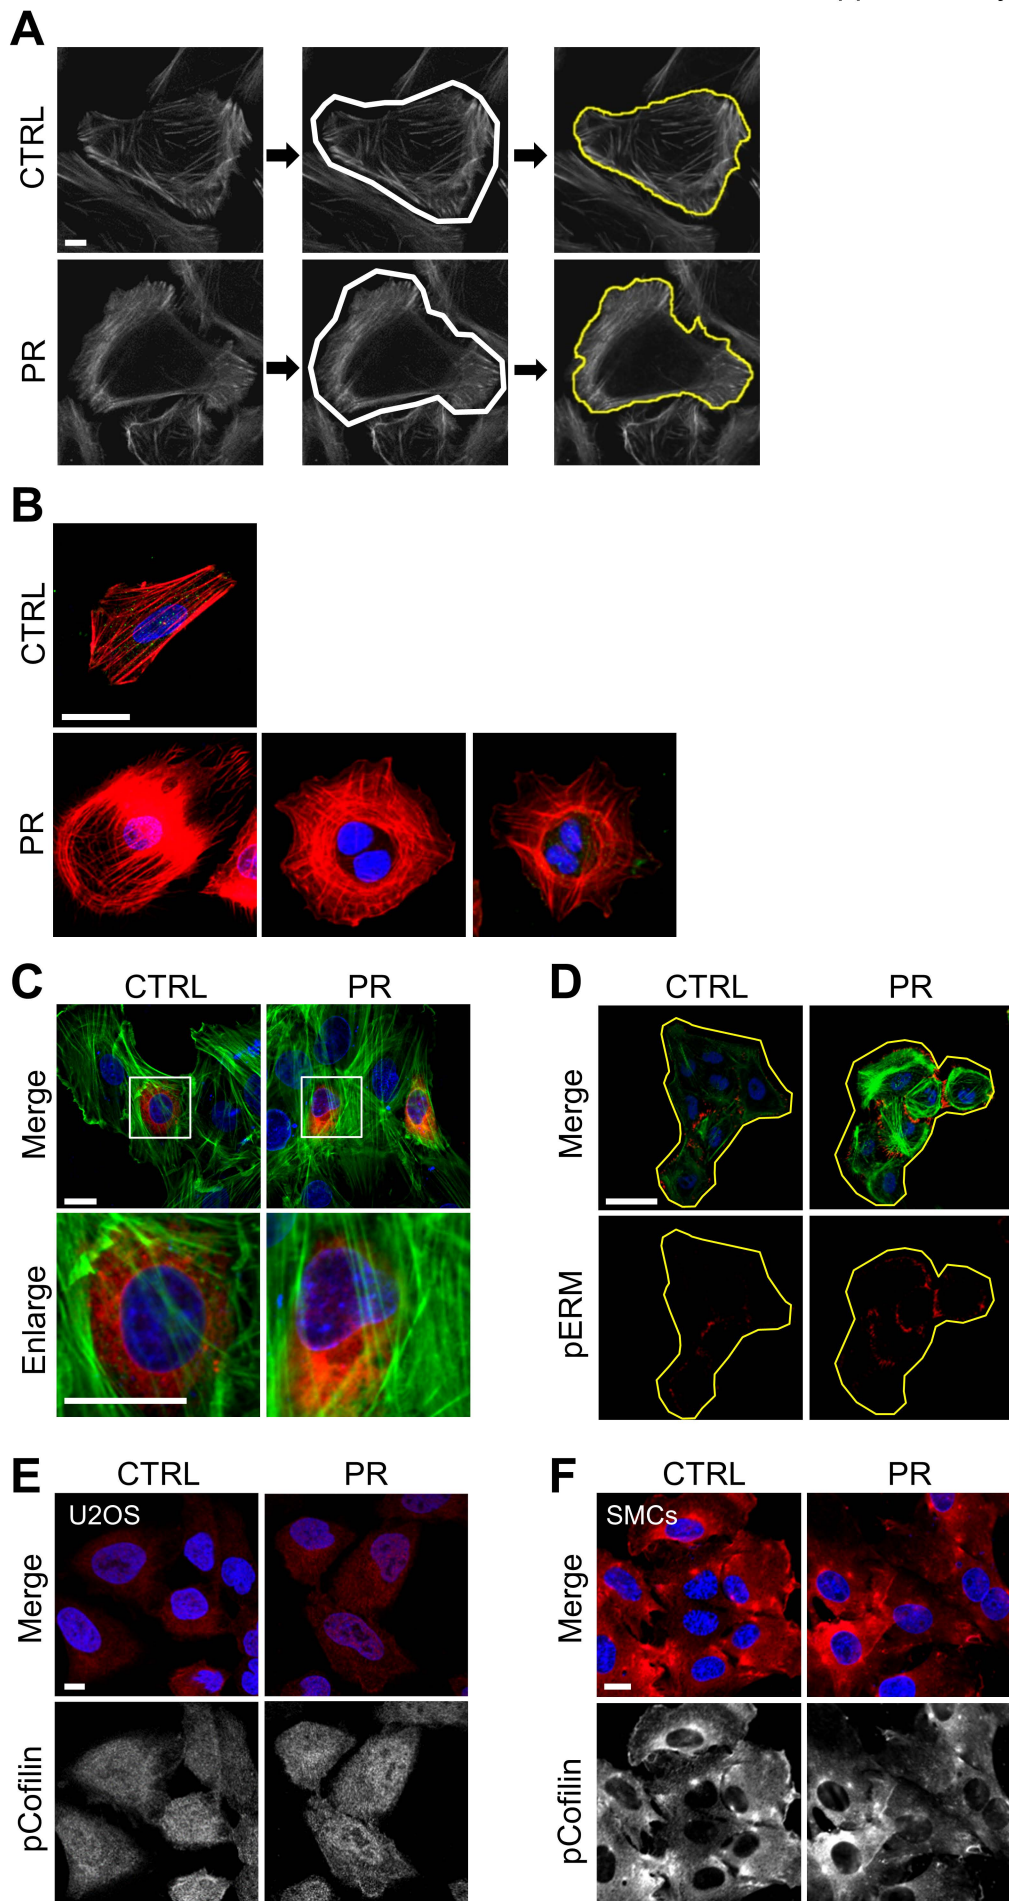 A
CTRL
PR
B
CTRL
PR
C
CTRL
PR
Merge
Enlarge
D
CTRL
PR
Merge
pERM
E
CTRL
PR
U2OS
Merge
pCofilin
F
CTRL
PR
SMCs
Merge
pCofilin